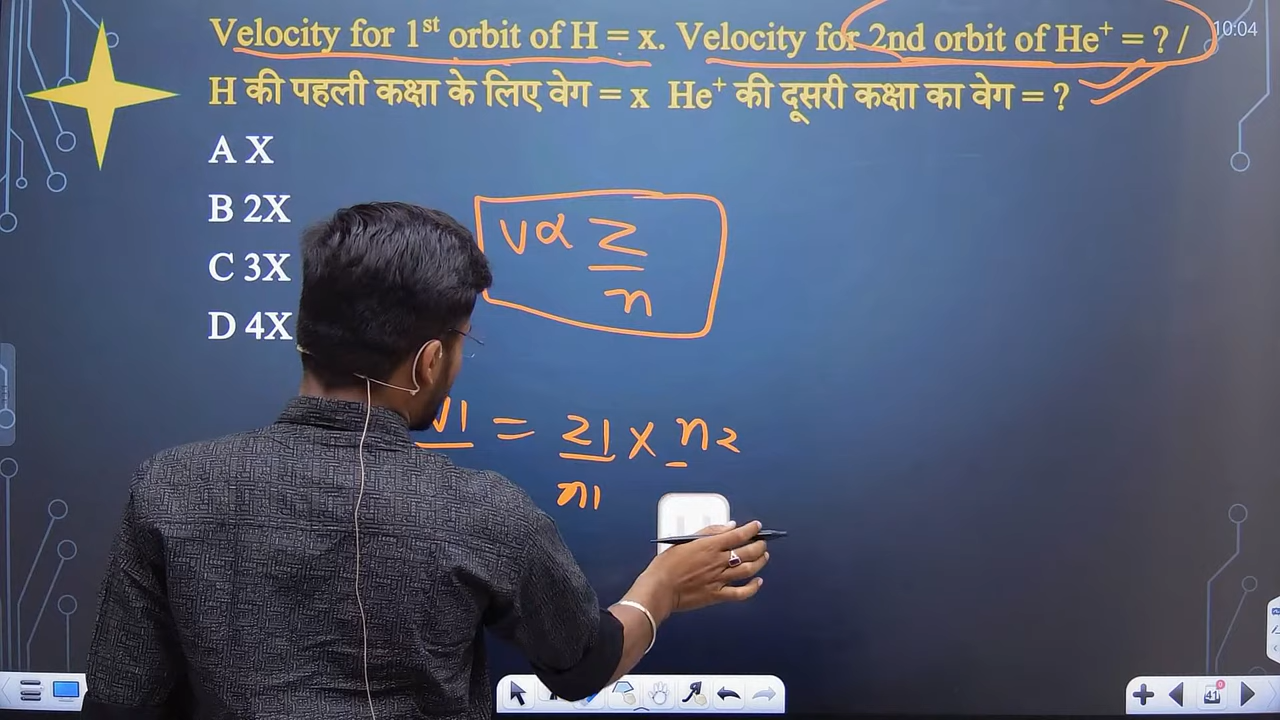 Velocity for 1st orbit of H = x. Velocity for 2nd orbit of He+ = ? /
10:04
H की पहली कक्षा के लिए वेग = x He+ की दूसरी कक्षा का वेग = ?
A X
B 2X
C 3X
D 4X
V ∝ Z
n
V1 = Z1 × n2
n1
41